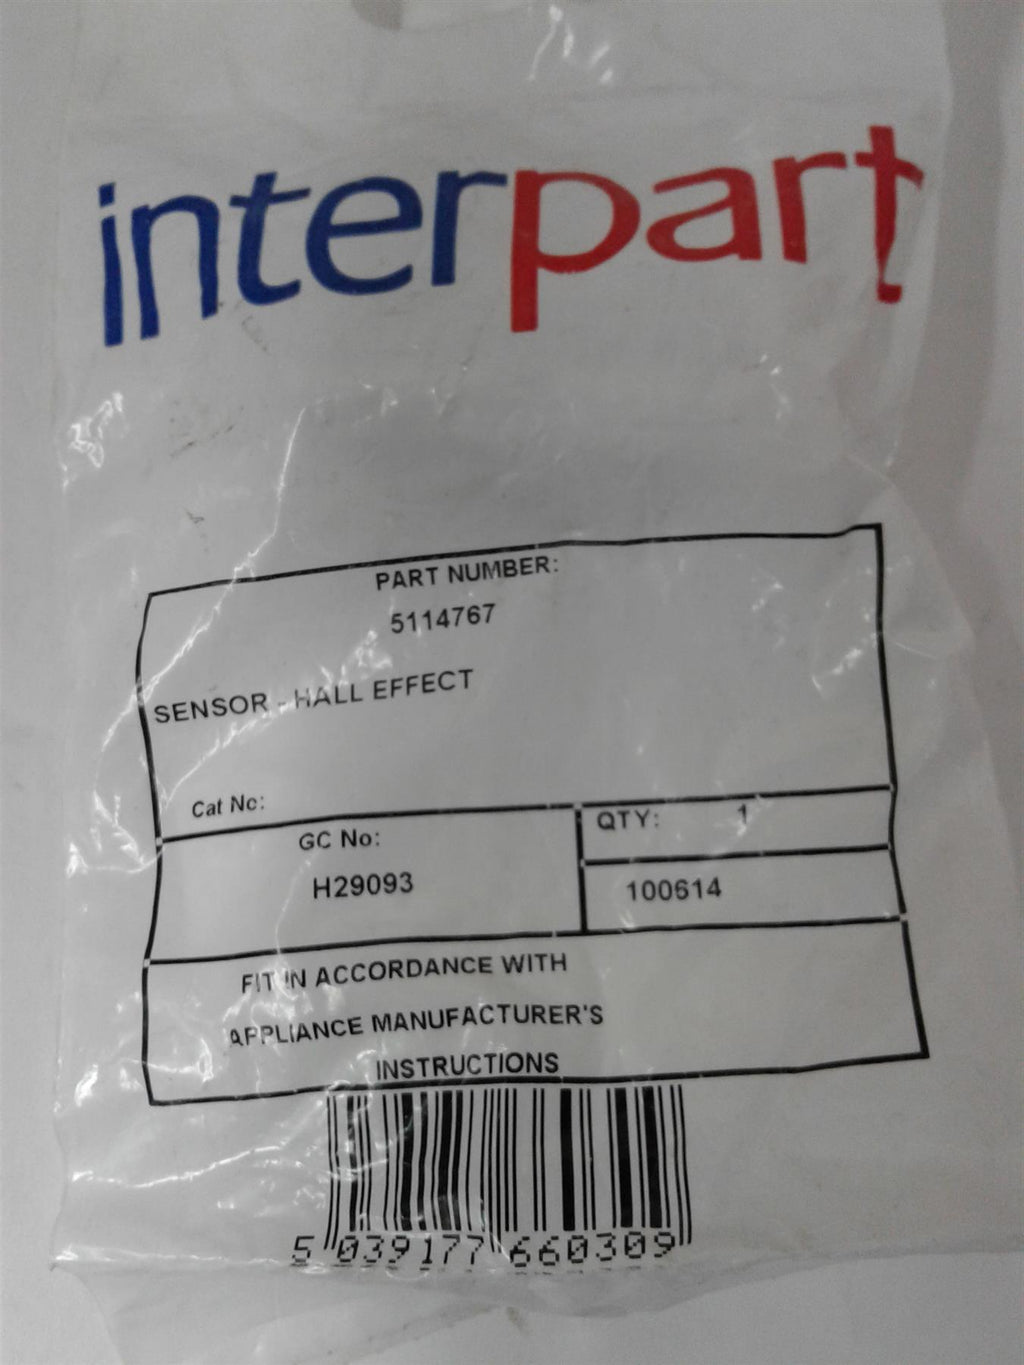 interpart
PART NUMBER:
5114767
SENSOR - HALL EFFECT
Cat No:
GC No:
H29093
QTY: 1
100614
FIT IN ACCORDANCE WITH
APPLIANCE MANUFACTURER'S
INSTRUCTIONS
5 039177 660309